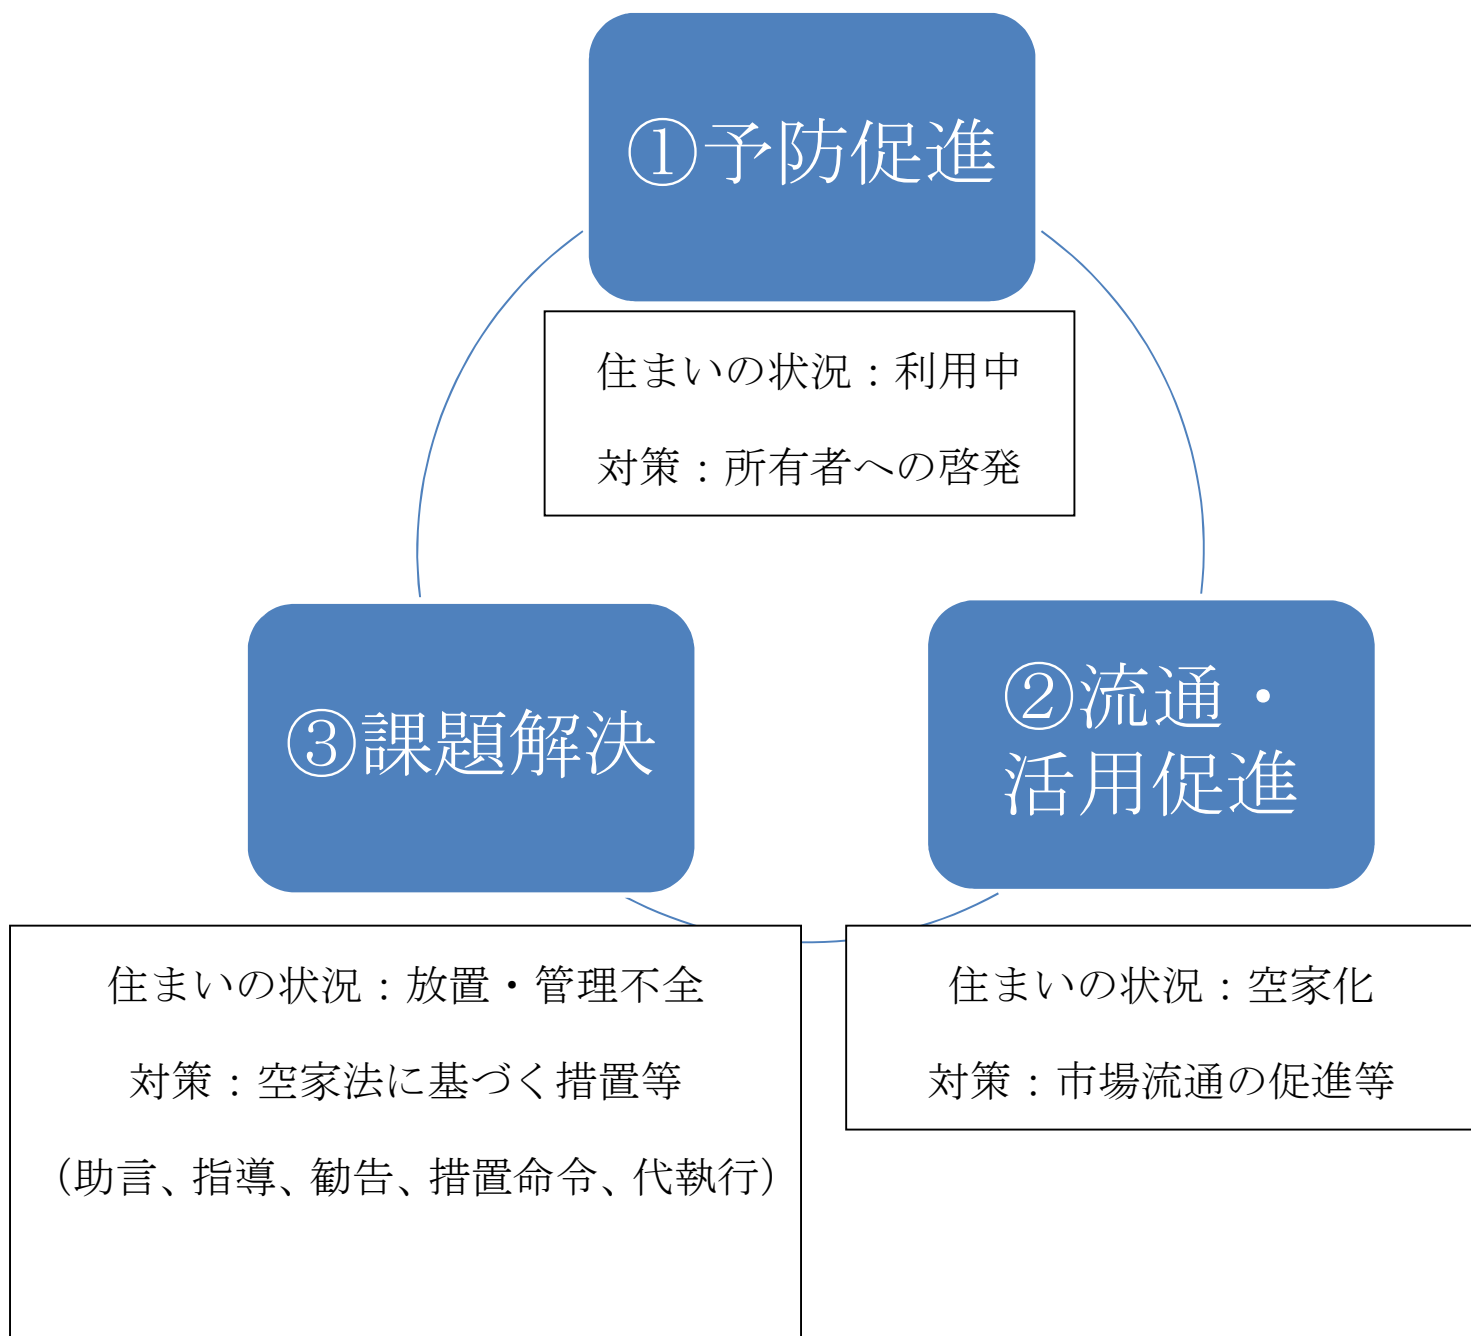 ①予防促進
住まいの状況：利用中
対策：所有者への啓発
②流通・
活用促進
住まいの状況：空家化
対策：市場流通の促進等
③課題解決
住まいの状況：放置・管理不全
対策：空家法に基づく措置等
（助言、指導、勧告、措置命令、代執行）